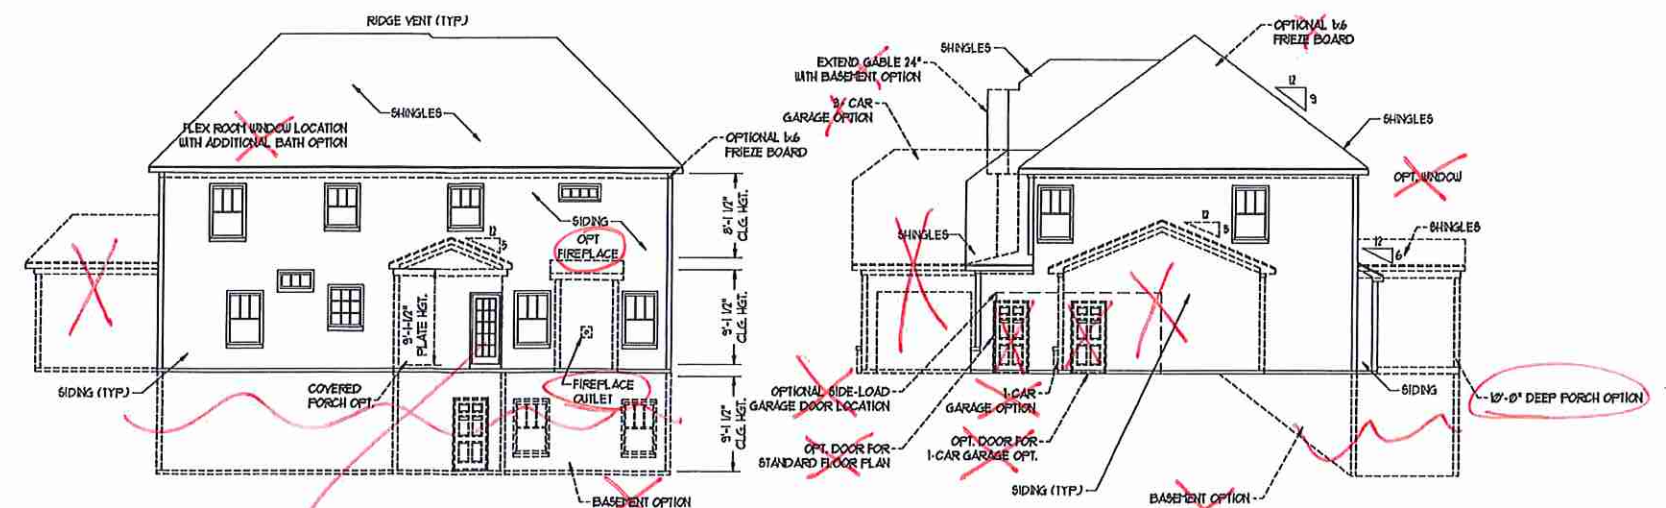 RIDGE VENT (TYP.)
SHINGLES
FLEX ROOM WINDOW LOCATION
WITH ADDITIONAL BATH OPTION
OPTIONAL 1x6
FRIEZE BOARD
SIDING
12
5
OPT
FIREPLACE
8'-1 1/2"
CLG. HGT.
9'-1 1/2"
PLATE HGT.
9'-1 1/2"
CLG. HGT.
SIDING (TYP.)
COVERED
PORCH OPT.
FIREPLACE
OUTLET
9'-1 1/2"
CLG. HGT.
BASEMENT OPTION
OPTIONAL 1x6
FRIEZE BOARD
SHINGLES
EXTEND GABLE 24"
WITH BASEMENT OPTION
3- CAR
GARAGE OPTION
12
9
SHINGLES
OPT. WINDOW
12
5
SHINGLES
SHINGLES
12
6
OPTIONAL SIDE-LOAD
GARAGE DOOR LOCATION
1-CAR
GARAGE OPTION
SIDING
10'-0" DEEP PORCH OPTION
OPT. DOOR FOR
STANDARD FLOOR PLAN
OPT. DOOR FOR
1-CAR GARAGE OPT.
SIDING (TYP.)
BASEMENT OPTION